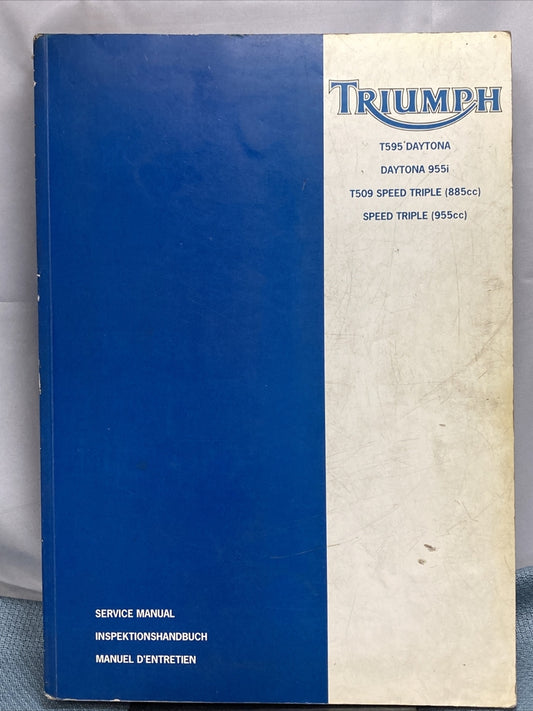 TRIUMPH
T595 DAYTONA
DAYTONA 955i
T509 SPEED TRIPLE (885cc)
SPEED TRIPLE (955cc)
SERVICE MANUAL
INSPEKTIONSHANDBUCH
MANUEL D'ENTRETIEN